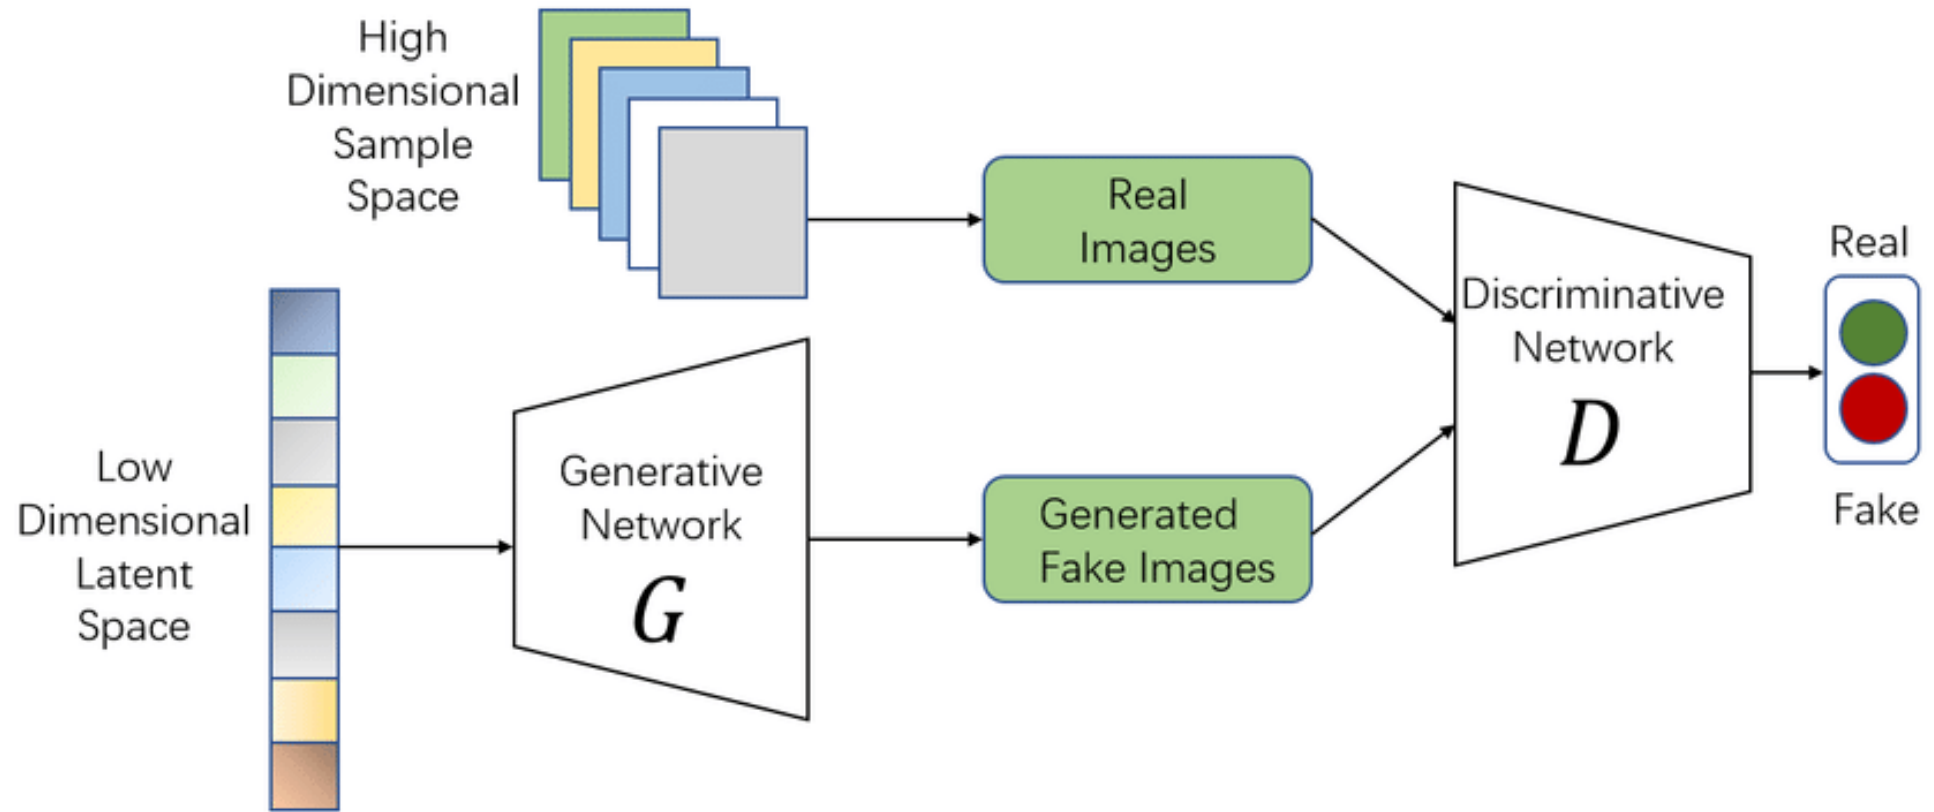 High
Dimensional
Sample
Space
Real
Images
Low
Dimensional
Latent
Space
Generative
Network
G
Generated
Fake Images
Discriminative
Network
D
Real
Fake